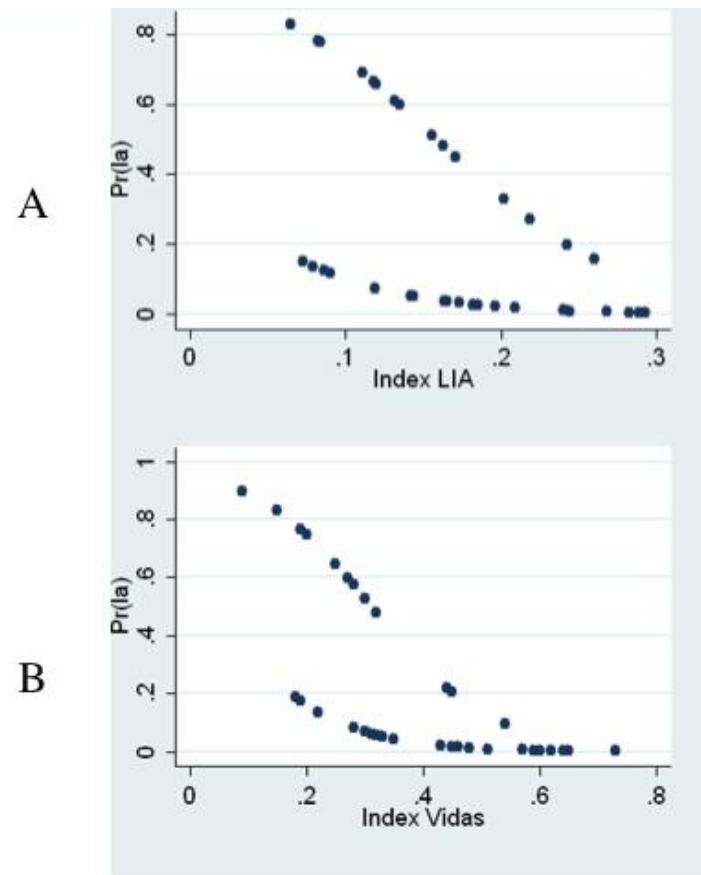 A
Pr(Ia)
.8
.6
.4
.2
0
0 .1 .2 .3
Index LIA
B
Pr(Ia)
1
.8
.6
.4
.2
0
0 .2 .4 .6 .8
Index Vidas